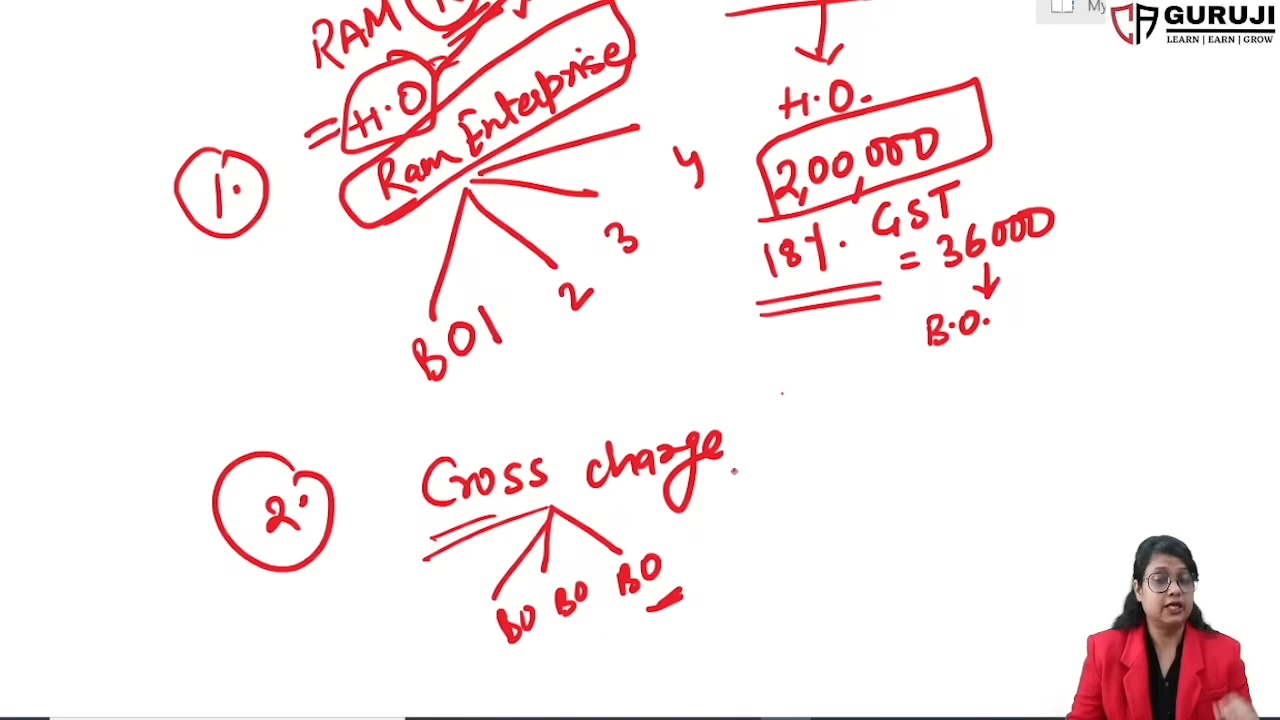 My
GURUJI
LEARN | EARN | GROW
RAM
= H.O
Ram Enterprise
1.
BO1
2
3
4
H.O.
2,00,000
18%. GST
= 36000
B.O.
2.
Cross charge
BO BO BO